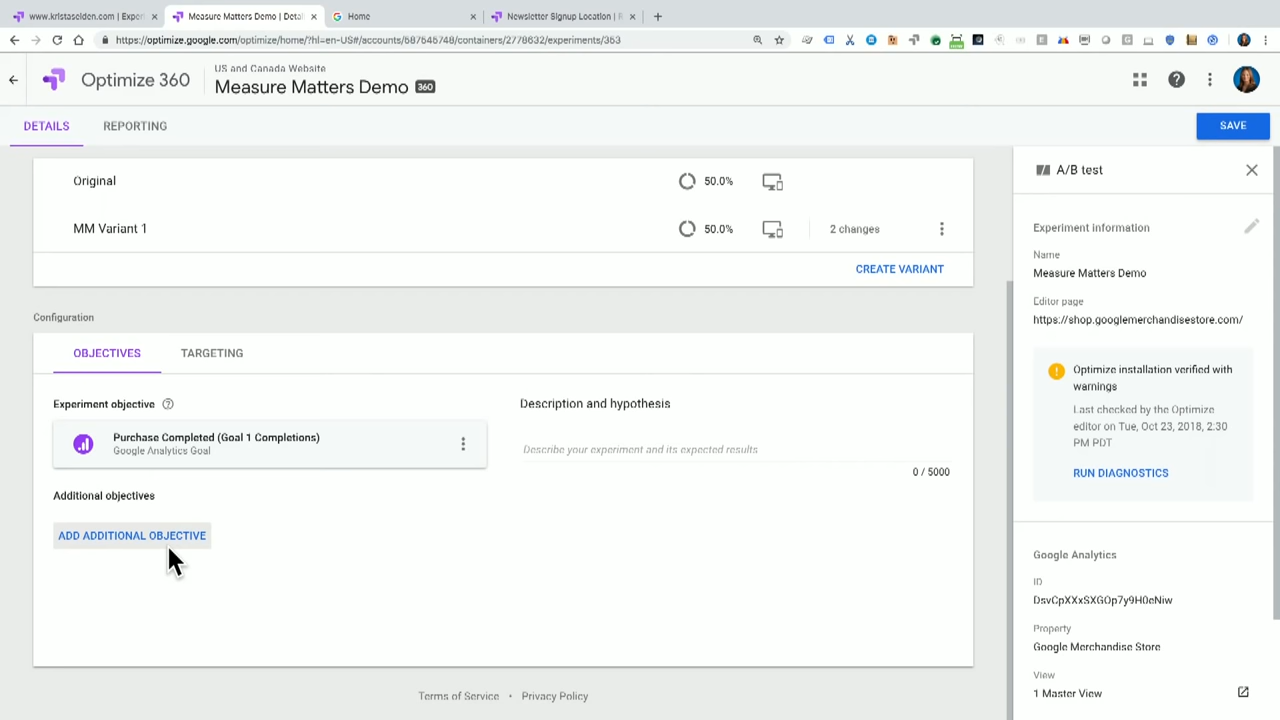 www.kristaseiden.com | Experi
Measure Matters Demo | Detai
Home
Newsletter Signup Location | R
https://optimize.google.com/optimize/home/?hl=en-US#/accounts/587545748/containers/2778632/experiments/353
Optimize 360
US and Canada Website
Measure Matters Demo 360
DETAILS
REPORTING
SAVE
Original
50.0%
MM Variant 1
50.0%
2 changes
CREATE VARIANT
Configuration
OBJECTIVES
TARGETING
Experiment objective
Purchase Completed (Goal 1 Completions)
Google Analytics Goal
Additional objectives
ADD ADDITIONAL OBJECTIVE
Description and hypothesis
Describe your experiment and its expected results
0 / 5000
Terms of Service • Privacy Policy
A/B test
Experiment information
Name
Measure Matters Demo
Editor page
https://shop.googlemerchandisestore.com/
Optimize installation verified with
warnings
Last checked by the Optimize
editor on Tue, Oct 23, 2018, 2:30
PM PDT
RUN DIAGNOSTICS
Google Analytics
ID
DsvCpXXxSXGOp7y9H0eNiw
Property
Google Merchandise Store
View
1 Master View